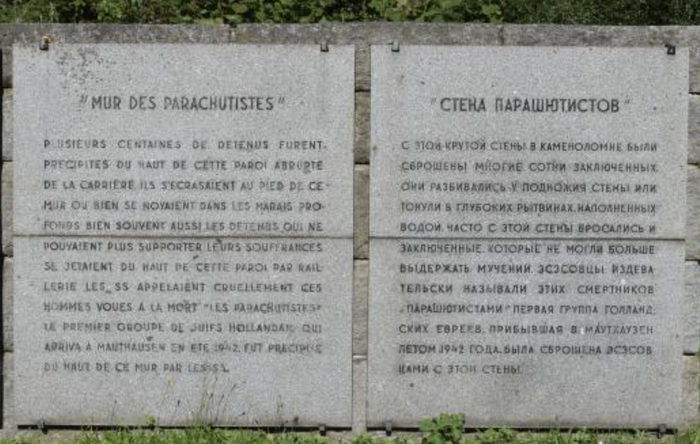 "MUR DES PARACHUTISTES"
PLUSIEURS CENTAINES DE DETENUS FURENT
PRECIPITES DU HAUT DE CETTE PAROI ABRUPTE
DE LA CARRIERE ILS S'ECRASAIENT AU PIED DE CE
MUR OU BIEN SE NOYAIENT DANS LES MARAIS PRO-
FONDS BIEN SOUVENT AUSSI LES DETENUS QUI NE
POUVAIENT PLUS SUPPORTER LEURS SOUFFRANCES
SE JETAIENT DU HAUT DE CETTE PAROI PAR RAIL
LERIE LES SS APPELAIENT CRUELLEMENT CES
HOMMES VOUES A LA MORT "LES PARACHUTISTES"
LE PREMIER GROUPE DE JUIFS HOLLANDAIS QUI
ARRIVA A MAUTHAUSEN EN ETE 1942, FUT PRECIPITE
DU HAUT DE CE MUR PAR LES SS.
"СТЕНА ПАРАШЮТИСТОВ"
С ЭТОЙ КРУТОЙ СТЕНЫ В КАМЕНОЛОМНЕ БЫЛИ
СБРОШЕНЫ МНОГИЕ СОТНИ ЗАКЛЮЧЕННЫХ.
ОНИ РАЗБИВАЛИСЬ У ПОДНОЖИЯ СТЕНЫ ИЛИ
ТОНУЛИ В ГЛУБОКИХ РЫТВИНАХ, НАПОЛНЕННЫХ
ВОДОЙ. ЧАСТО С ЭТОЙ СТЕНЫ БРОСАЛИСЬ И
ЗАКЛЮЧЕННЫЕ, КОТОРЫЕ НЕ МОГЛИ БОЛЬШЕ
ВЫДЕРЖАТЬ МУЧЕНИЙ. ЭСЭСОВЦЫ ИЗДЕВА
ТЕЛЬСКИ НАЗЫВАЛИ ЭТИХ СМЕРТНИКОВ
"ПАРАШЮТИСТАМИ" ПЕРВАЯ ГРУППА ГОЛЛАНД.
СКИХ ЕВРЕЕВ, ПРИБЫВШАЯ В МАУТХАУЗЕН
ЛЕТОМ 1942 ГОДА, БЫЛА СБРОШЕНА ЭСЭСОВ
ЦАМИ С ЭТОЙ СТЕНЫ.